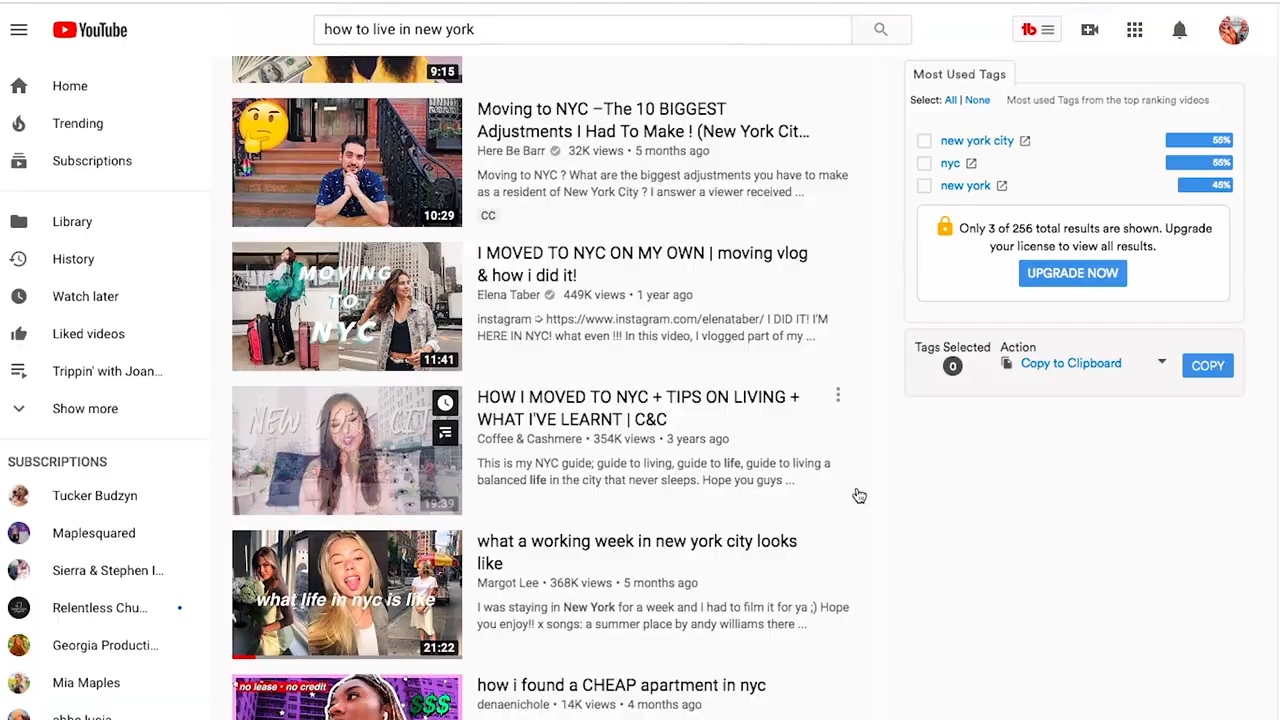 YouTube
how to live in new york
tb
Home
Trending
Subscriptions
Library
History
Watch later
Liked videos
Trippin' with Joan...
Show more
SUBSCRIPTIONS
Tucker Budzyn
Maplesquared
Sierra & Stephen I...
Relentless Chu...
Georgia Producti...
Mia Maples
abbe lucia
9:15
10:29
Moving to NYC –The 10 BIGGEST
Adjustments I Had To Make ! (New York Cit...
Here Be Barr 32K views • 5 months ago
Moving to NYC ? What are the biggest adjustments you have to make
as a resident of New York City ? I answer a viewer received ...
CC
MOVING
TO
NYC
11:41
I MOVED TO NYC ON MY OWN | moving vlog
& how i did it!
Elena Taber 449K views • 1 year ago
instagram ➭ https://www.instagram.com/elenataber/ I DID IT! I'M
HERE IN NYC! what even !!! In this video, I vlogged part of my ...
NEW YORK CITY
19:39
HOW I MOVED TO NYC + TIPS ON LIVING +
WHAT I'VE LEARNT | C&C
Coffee & Cashmere • 354K views • 3 years ago
This is my NYC guide; guide to living, guide to life, guide to living a
balanced life in the city that never sleeps. Hope you guys ...
what life in nyc is like
21:22
what a working week in new york city looks
like
Margot Lee • 368K views • 5 months ago
I was staying in New York for a week and I had to film it for ya ;) Hope
you enjoy!! x songs: a summer place by andy williams there ...
no lease • no credit
$$$
how i found a CHEAP apartment in nyc
denaenichole • 14K views • 4 months ago
Most Used Tags
Select: All | None Most used Tags from the top ranking videos
new york city 55%
nyc 55%
new york 45%
Only 3 of 256 total results are shown. Upgrade
your license to view all results.
UPGRADE NOW
Tags Selected
0
Action
Copy to Clipboard
COPY